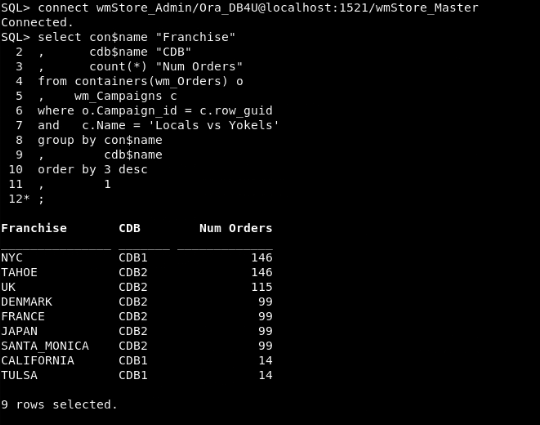 SQL> connect wmStore_Admin/Ora_DB4U@localhost:1521/wmStore_Master
Connected.
SQL> select con$name "Franchise"
  2  ,      cdb$name "CDB"
  3  ,      count(*) "Num Orders"
  4  from containers(wm_Orders) o
  5  ,    wm_Campaigns c
  6  where o.Campaign_id = c.row_guid
  7  and   c.Name = 'Locals vs Yokels'
  8  group by con$name
  9  ,        cdb$name
 10  order by 3 desc
 11  ,        1
 12* ;
Franchise       CDB        Num Orders
_______________ _______ _____________
NYC             CDB1              146
TAHOE           CDB2              146
UK              CDB2              115
DENMARK         CDB2               99
FRANCE          CDB2               99
JAPAN           CDB2               99
SANTA_MONICA    CDB2               99
CALIFORNIA      CDB1               14
TULSA           CDB1               14
9 rows selected.